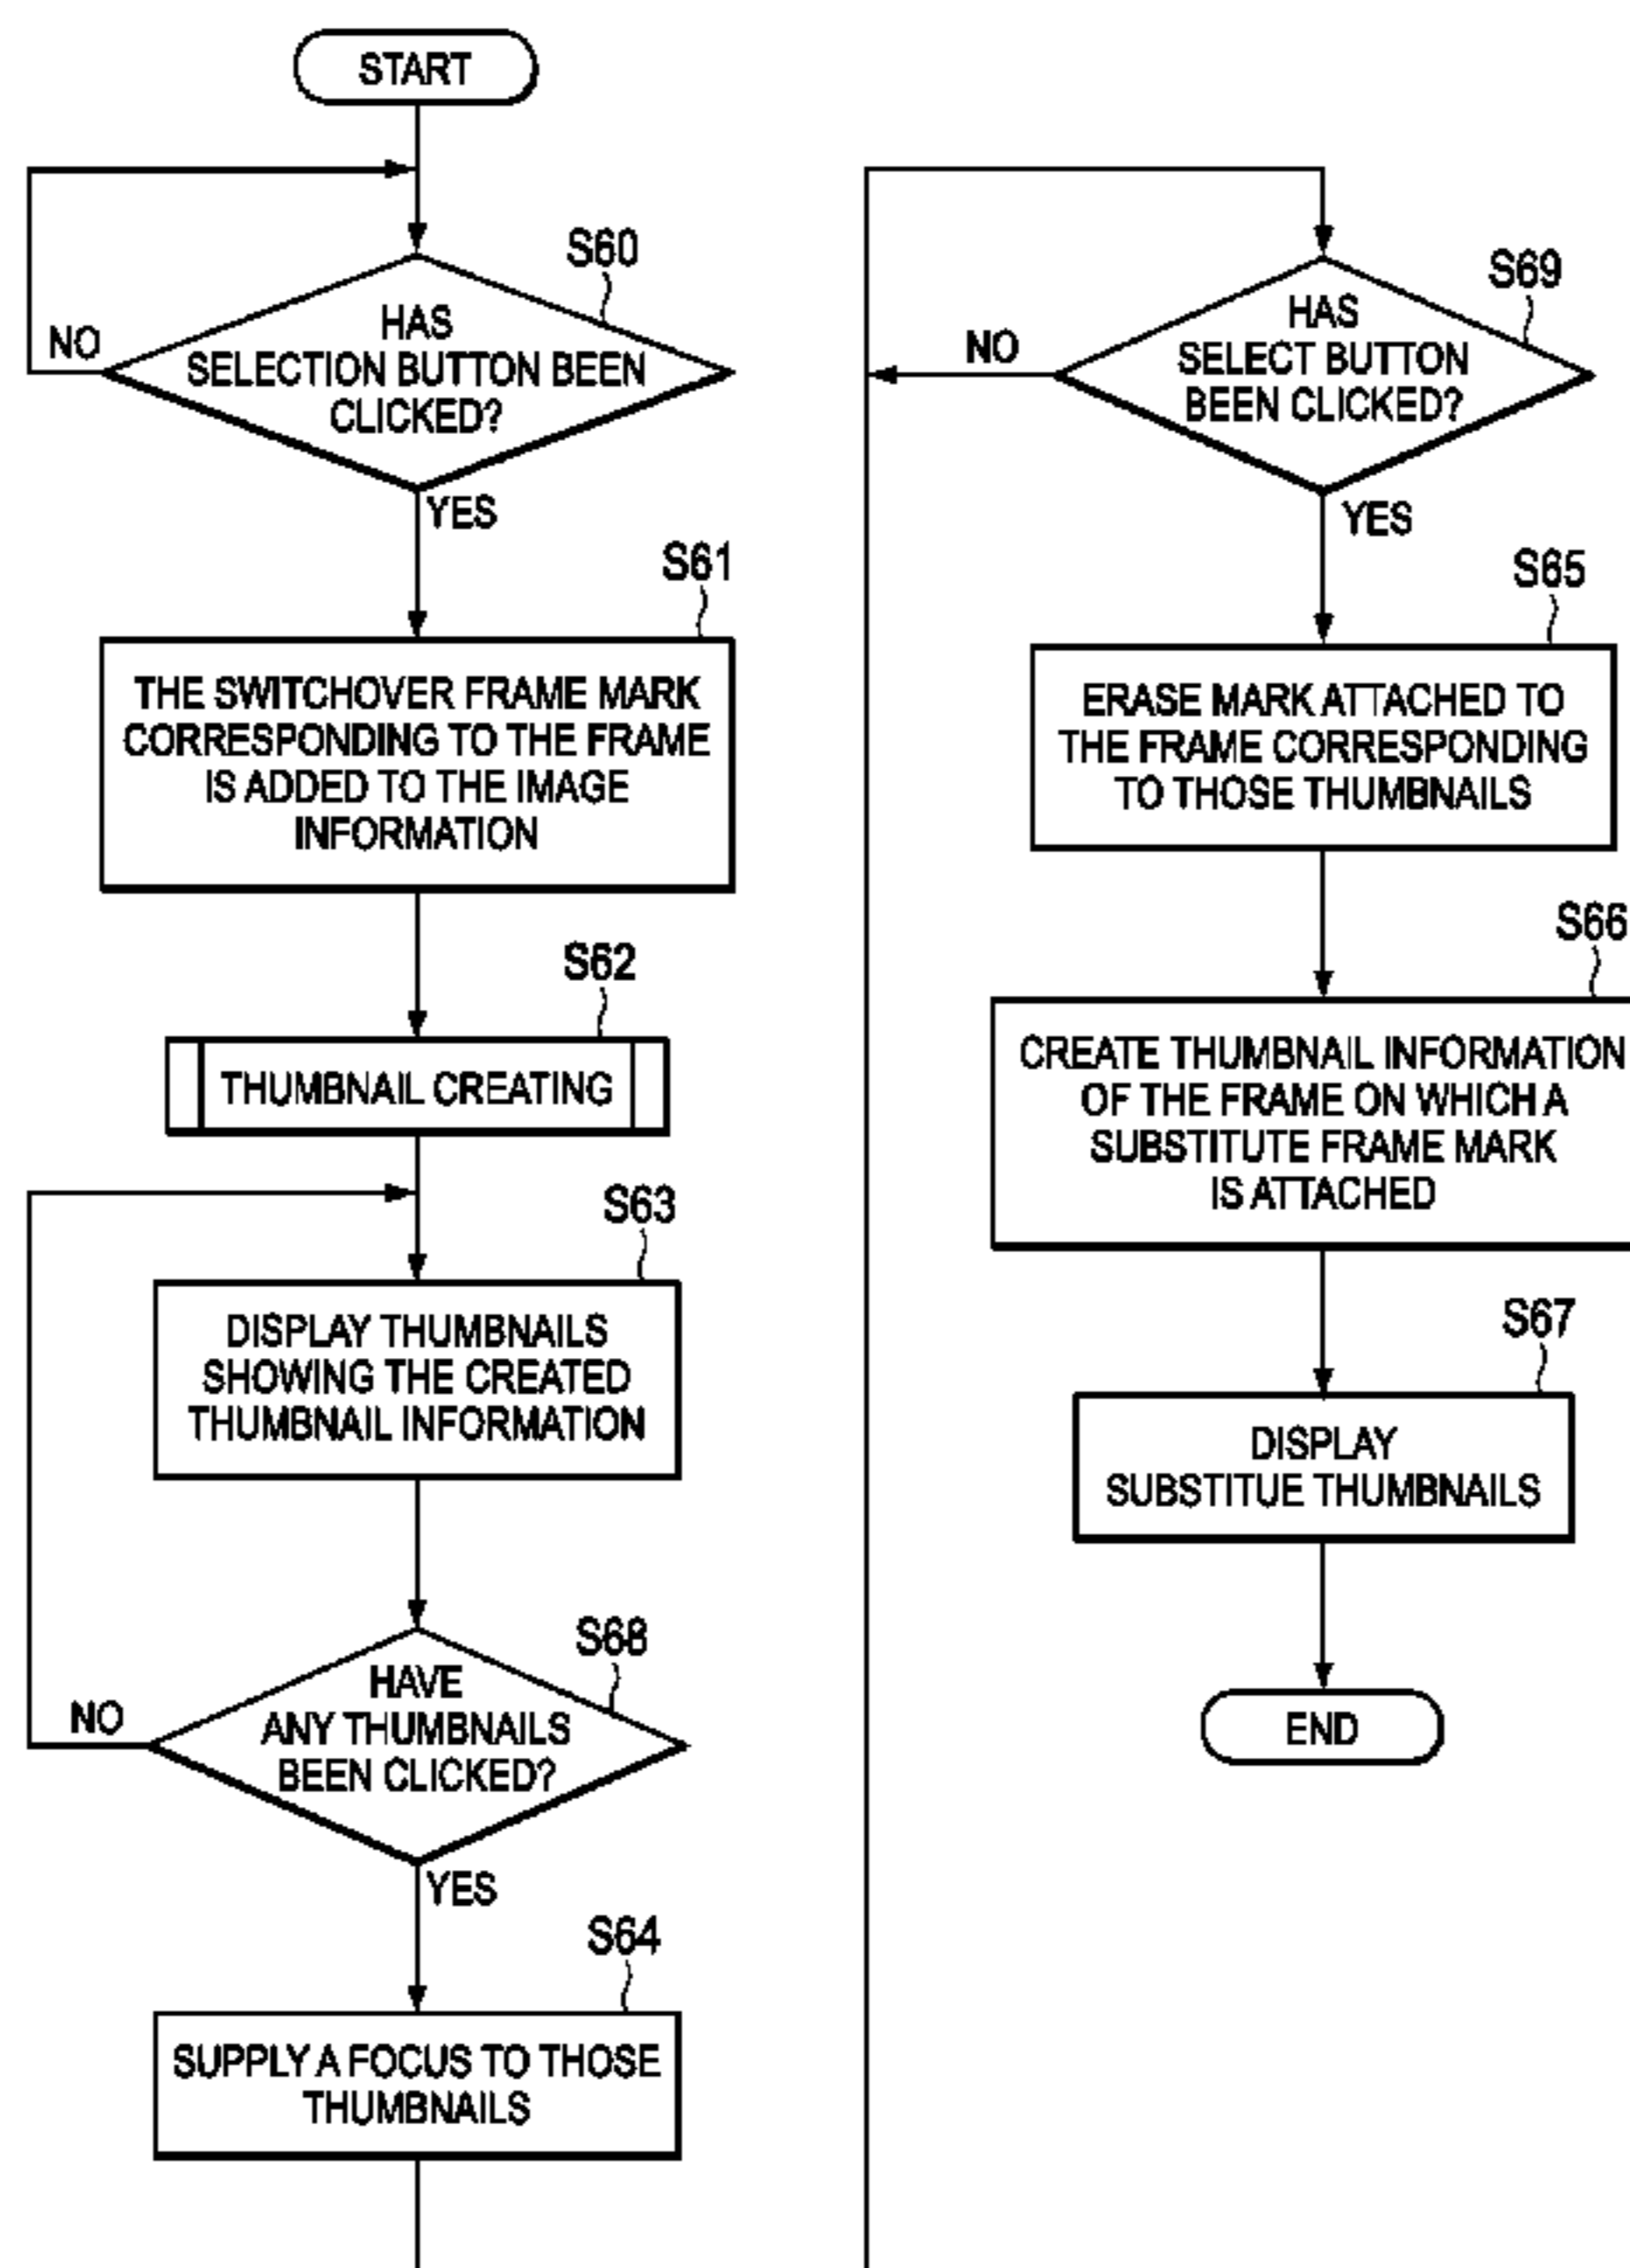 START
S60
HAS
SELECTION BUTTON BEEN
CLICKED?
NO
YES
S61
THE SWITCHOVER FRAME MARK
CORRESPONDING TO THE FRAME
IS ADDED TO THE IMAGE
INFORMATION
S62
THUMBNAIL CREATING
S63
DISPLAY THUMBNAILS
SHOWING THE CREATED
THUMBNAIL INFORMATION
S68
HAVE
ANY THUMBNAILS
BEEN CLICKED?
NO
YES
S64
SUPPLY A FOCUS TO THOSE
THUMBNAILS
S69
HAS
SELECT BUTTON
BEEN CLICKED?
NO
YES
S65
ERASE MARK ATTACHED TO
THE FRAME CORRESPONDING
TO THOSE THUMBNAILS
S66
CREATE THUMBNAIL INFORMATION
OF THE FRAME ON WHICH A
SUBSTITUTE FRAME MARK
IS ATTACHED
S67
DISPLAY
SUBSTITUE THUMBNAILS
END